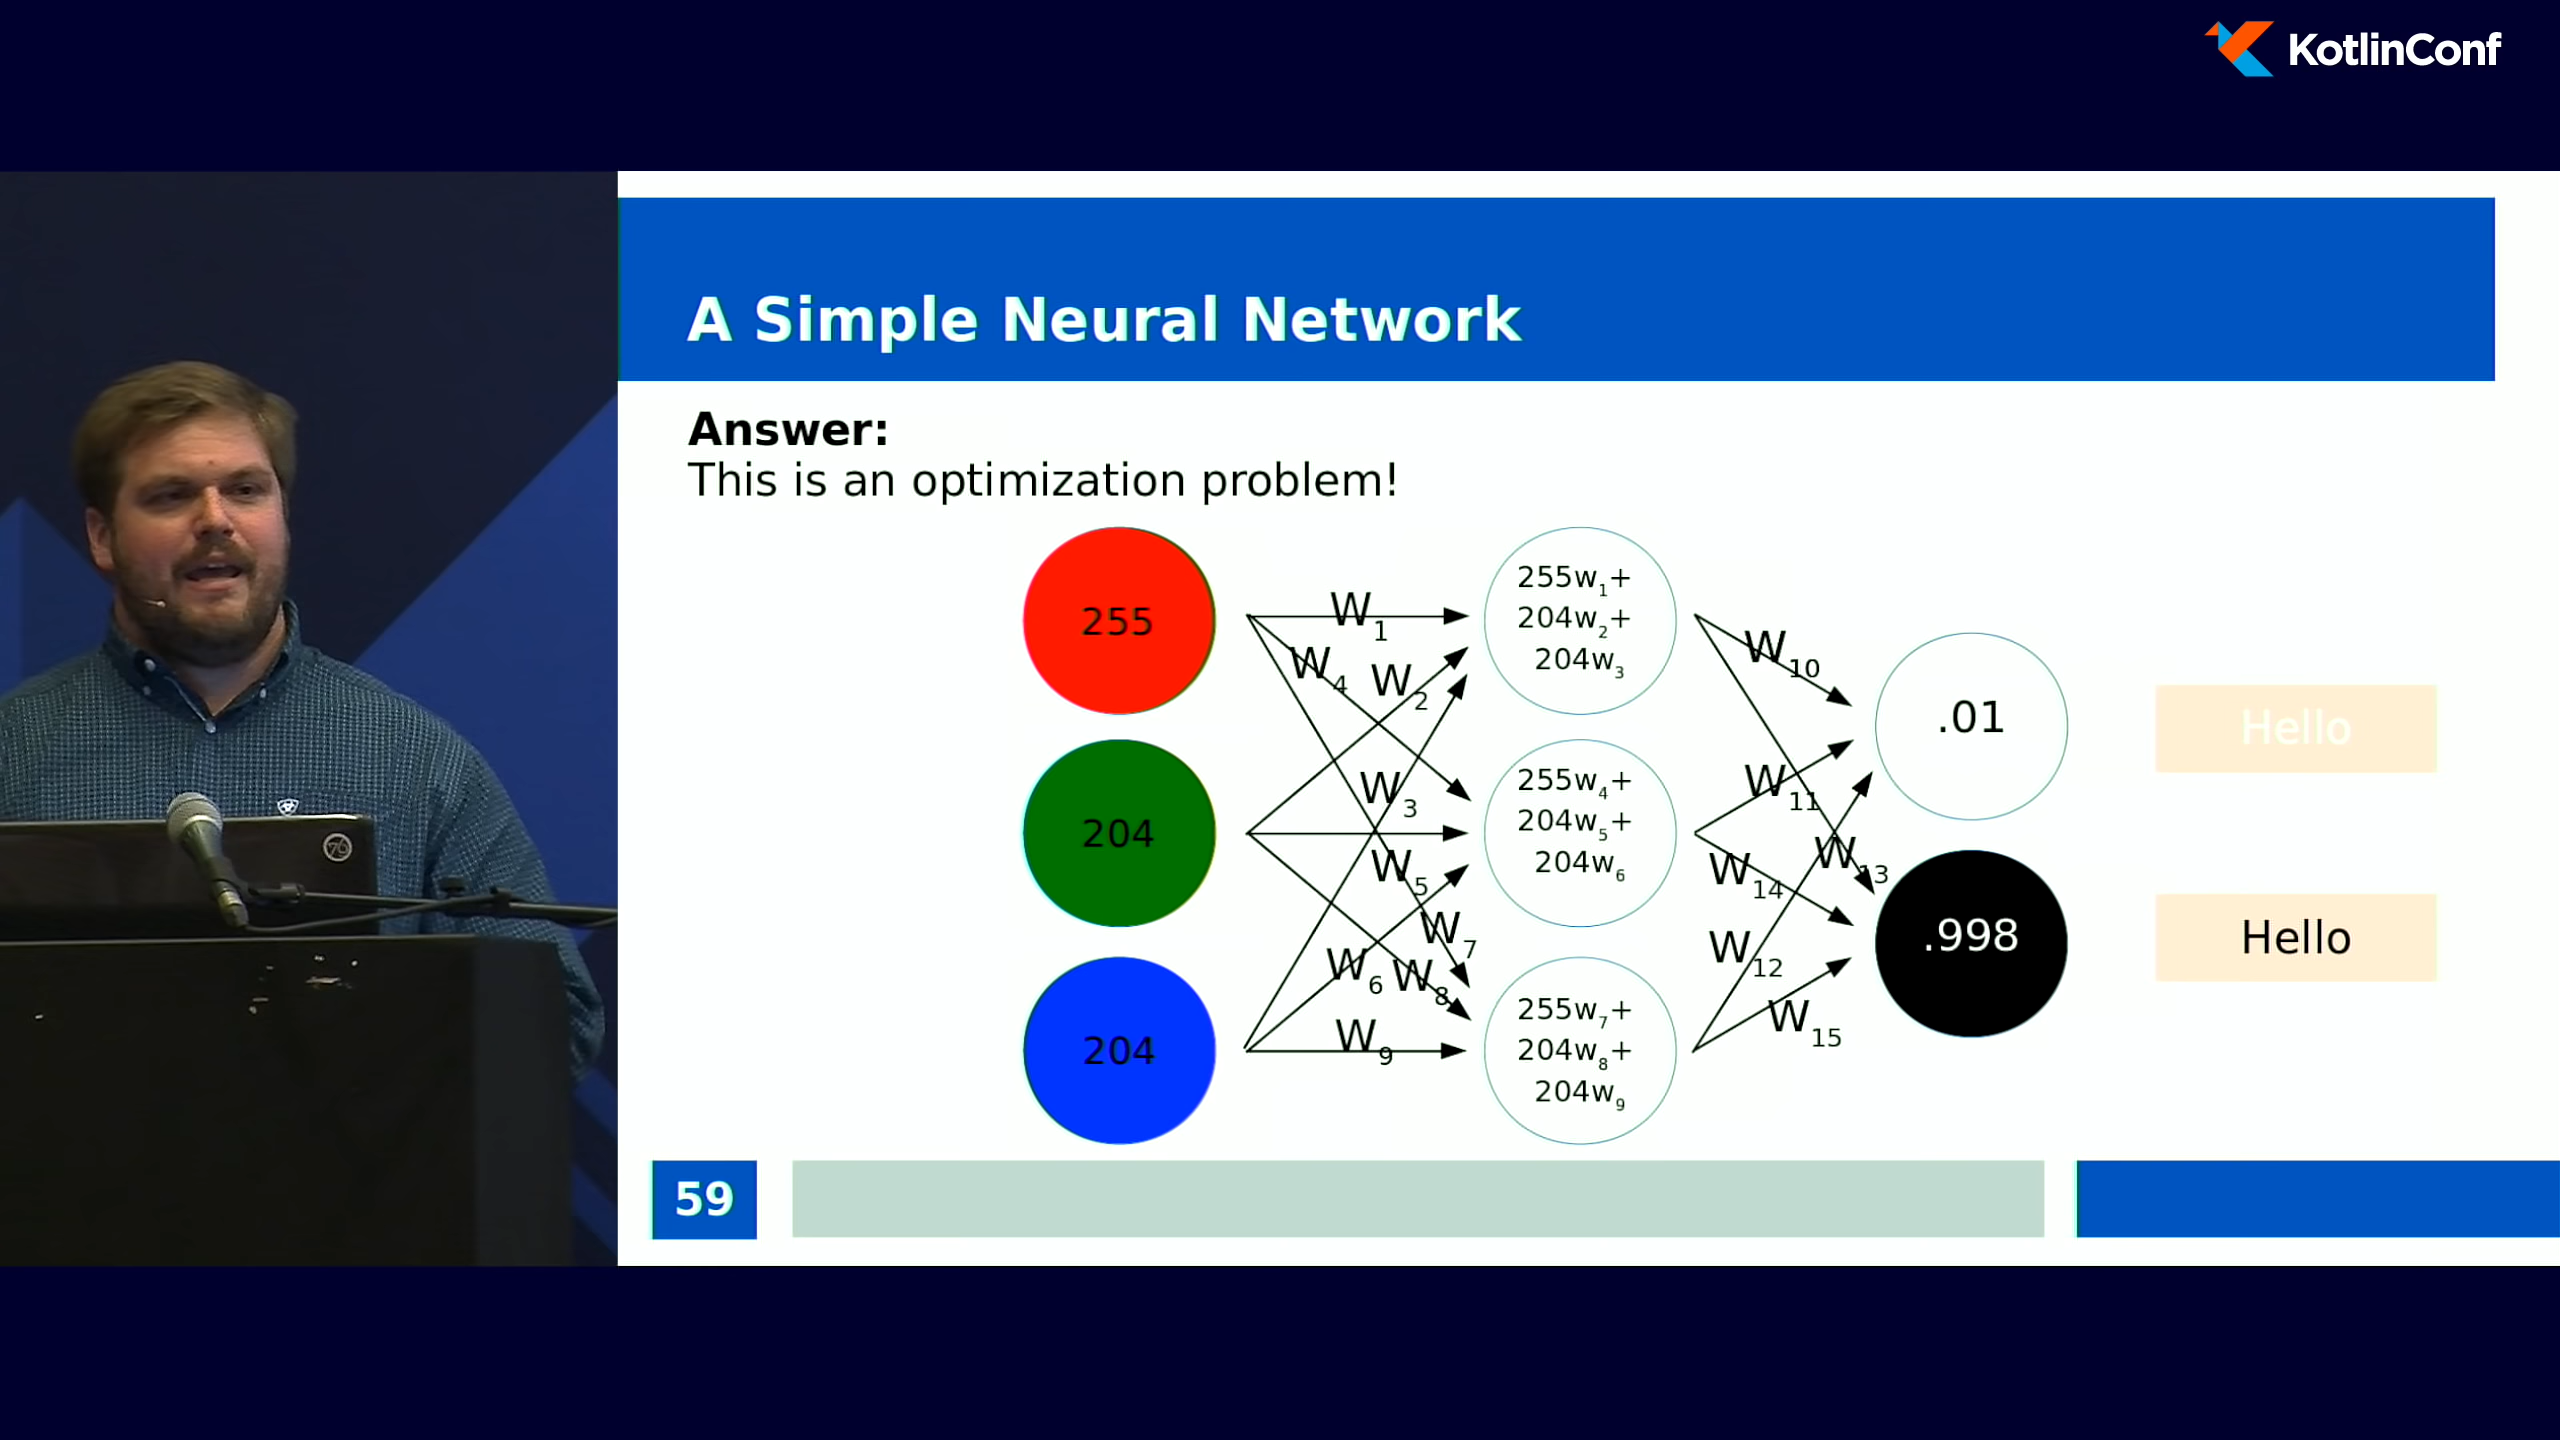 KotlinConf
A Simple Neural Network
Answer:
This is an optimization problem!
255
204
204
W1
W4
W2
W3
W5
W7
W6
W8
W9
255w1+
204w2+
204w3
255w4+
204w5+
204w6
255w7+
204w8+
204w9
W10
W11
W13
W14
W12
W15
.01
.998
Hello
Hello
59
76